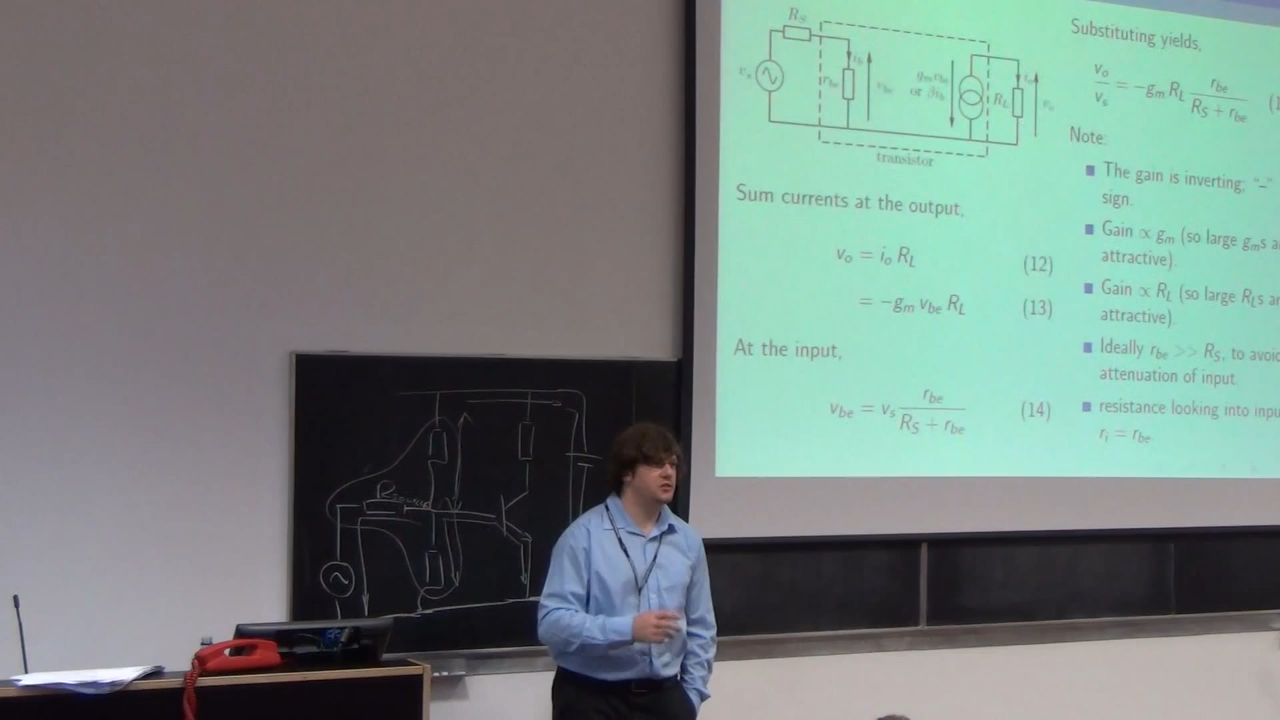 R_S
v_s
r_be
i_b
v_be
g_m v_be
or βi_b
R_L
i_o
v_o
transistor
Sum currents at the output,
v_o = i_o R_L (12)
= −g_m v_be R_L (13)
At the input,
v_be = v_s r_be / (R_S + r_be) (14)
Substituting yields,
v_o / v_s = −g_m R_L r_be / (R_S + r_be)
Note:
The gain is inverting; "−"
sign.
Gain ∝ g_m (so large g_ms
attractive).
Gain ∝ R_L (so large R_Ls
attractive).
Ideally r_be >> R_S, to avoid
attenuation of input.
resistance looking into
r_i = r_be